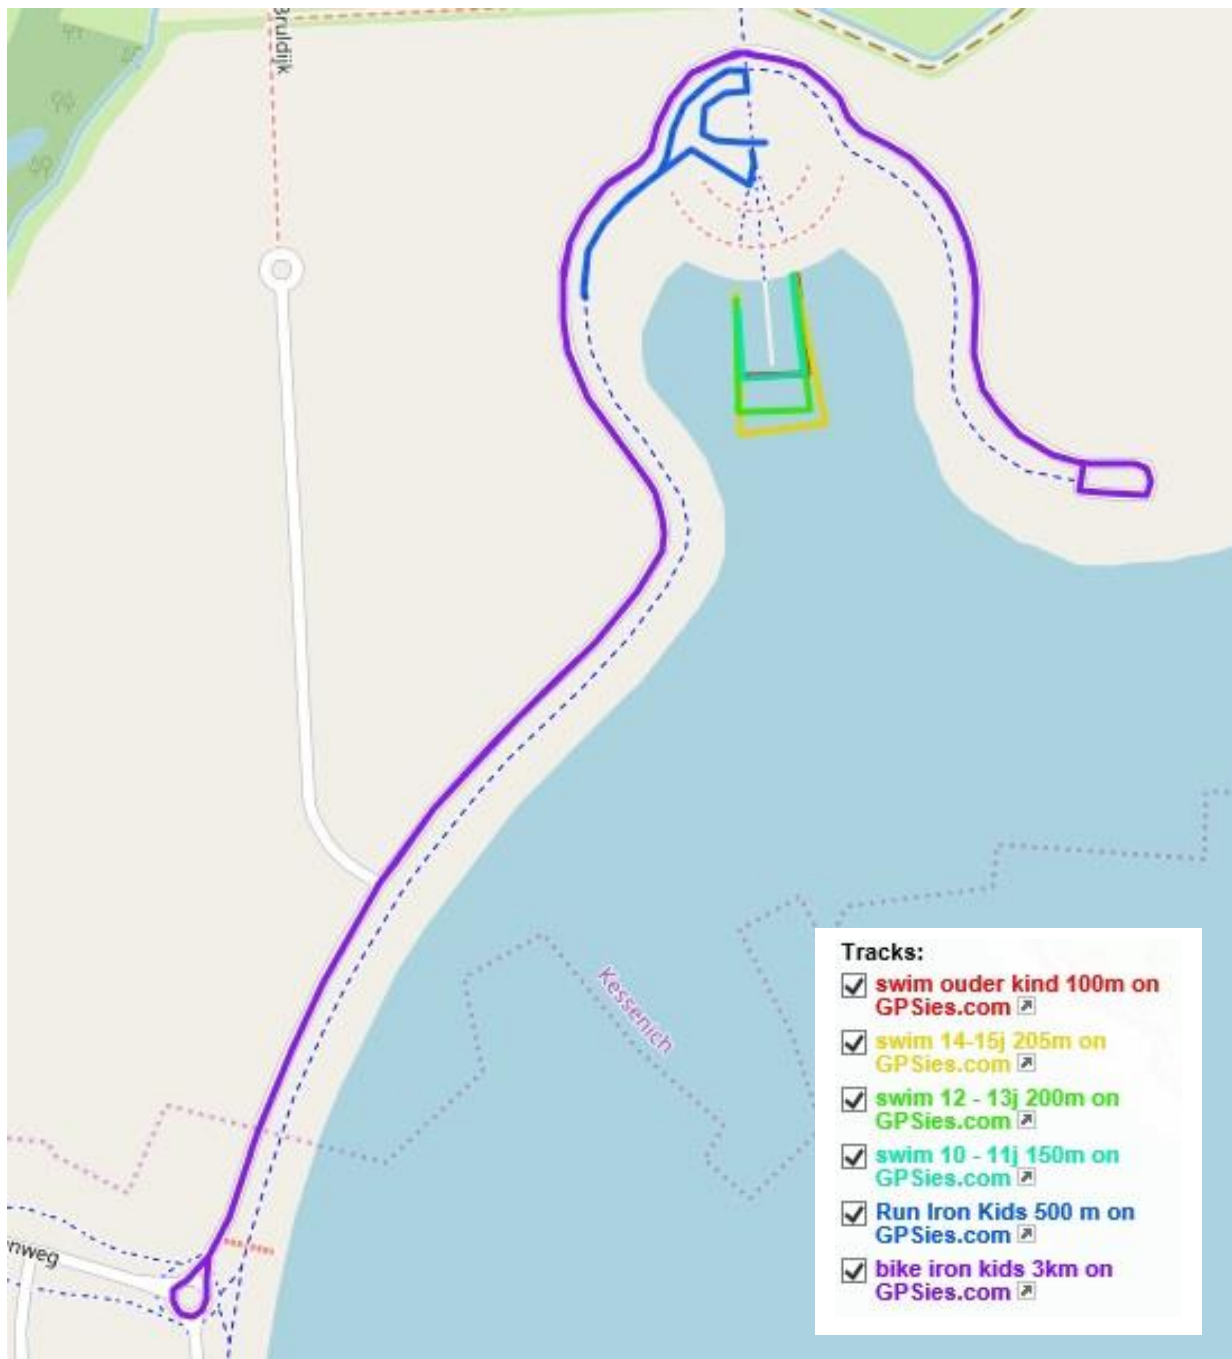 Bruldijk
Kessenich
enweg
Tracks:
swim ouder kind 100m on
GPSies.com
swim 14-15j 205m on
GPSies.com
swim 12 - 13j 200m on
GPSies.com
swim 10 - 11j 150m on
GPSies.com
Run Iron Kids 500 m on
GPSies.com
bike iron kids 3km on
GPSies.com